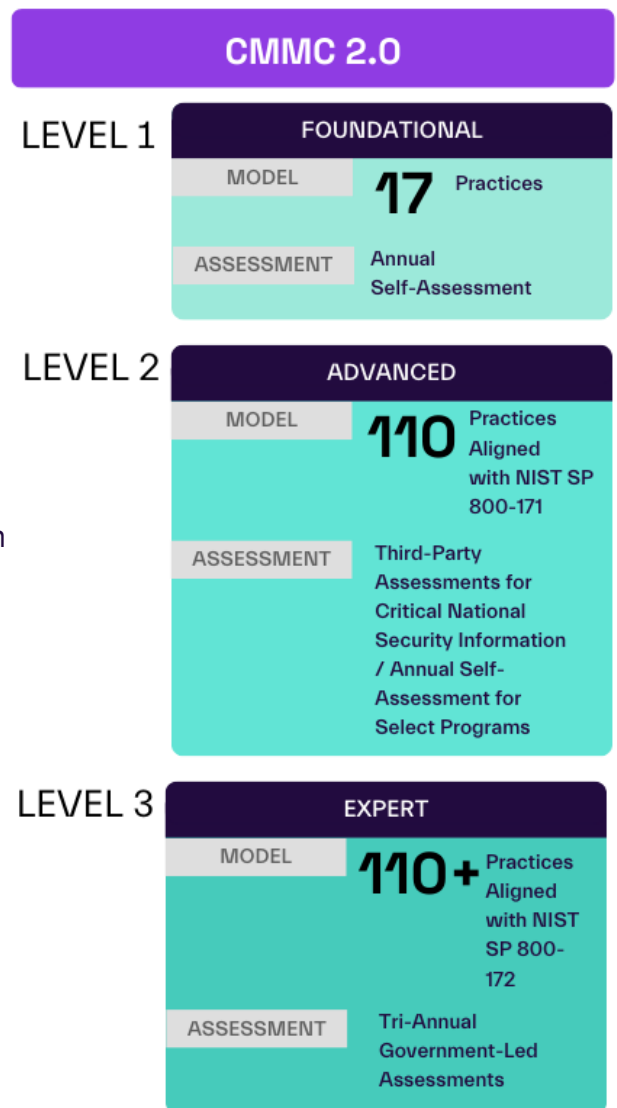 CMMC 2.0
LEVEL 1
FOUNDATIONAL
MODEL
17
Practices
ASSESSMENT
Annual
Self-Assessment
LEVEL 2
ADVANCED
MODEL
110
Practices
Aligned
with NIST SP
800-171
n
ASSESSMENT
Third-Party
Assessments for
Critical National
Security Information
/ Annual Self-
Assessment for
Select Programs
LEVEL 3
EXPERT
MODEL
110+
Practices
Aligned
with NIST
SP 800-
172
ASSESSMENT
Tri-Annual
Government-Led
Assessments